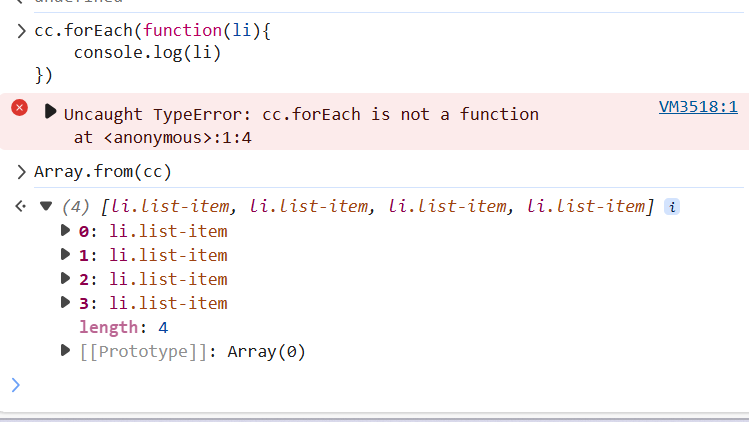 undefined
cc.forEach(function(li){
console.log(li)
})
Uncaught TypeError: cc.forEach is not a function VM3518:1
at <anonymous>:1:4
Array.from(cc)
(4) [li.list-item, li.list-item, li.list-item, li.list-item] i
0: li.list-item
1: li.list-item
2: li.list-item
3: li.list-item
length: 4
[[Prototype]]: Array(0)